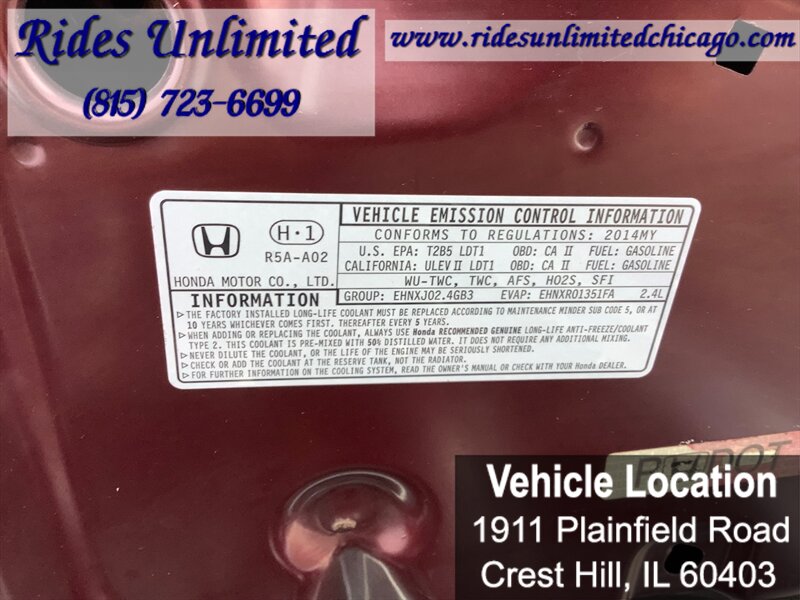 Rides Unlimited
(815) 723-6699
www.ridesunlimitedchicago.com
H·1
R5A-A02
HONDA MOTOR CO., LTD.
VEHICLE EMISSION CONTROL INFORMATION
CONFORMS TO REGULATIONS: 2014MY
U.S. EPA: T2B5 LDT1 OBD: CA II FUEL: GASOLINE
CALIFORNIA: ULEV II LDT1 OBD: CA II FUEL: GASOLINE
WU-TWC, TWC, AFS, HO2S, SFI
GROUP: EHNXJ02.4GB3 EVAP: EHNXR0135IFA 2.4L
INFORMATION
▷THE FACTORY INSTALLED LONG-LIFE COOLANT MUST BE REPLACED ACCORDING TO MAINTENANCE MINDER SUB CODE 5, OR AT
10 YEARS WHICHEVER COMES FIRST. THEREAFTER EVERY 5 YEARS.
▷WHEN ADDING OR REPLACING THE COOLANT, ALWAYS USE Honda RECOMMENDED GENUINE LONG-LIFE ANTI-FREEZE/COOLANT
TYPE 2. THIS COOLANT IS PRE-MIXED WITH 50% DISTILLED WATER. IT DOES NOT REQUIRE ANY ADDITIONAL MIXING.
▷NEVER DILUTE THE COOLANT, OR THE LIFE OF THE ENGINE MAY BE SERIOUSLY SHORTENED.
▷CHECK OR ADD THE COOLANT AT THE RESERVE TANK, NOT THE RADIATOR.
▷FOR FURTHER INFORMATION ON THE COOLING SYSTEM, READ THE OWNER'S MANUAL OR CHECK WITH YOUR Honda DEALER.
Vehicle Location
1911 Plainfield Road
Crest Hill, IL 60403